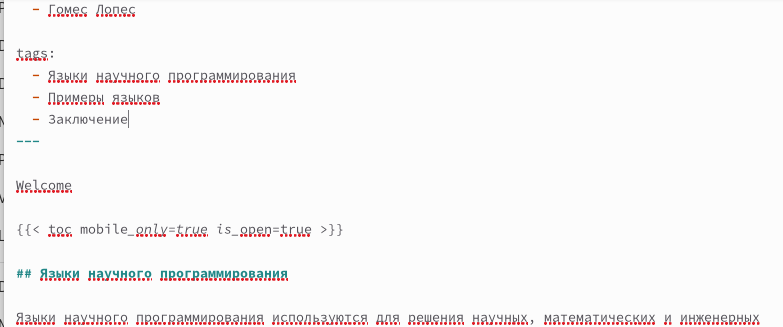 - Гомес Лопес
tags:
- Языки научного программирования
- Примеры языков
- Заключение
---
Welcome
{{< toc mobile_only=true is_open=true >}}
## Языки научного программирования
Языки научного программирования используются для решения научных, математических и инженерных